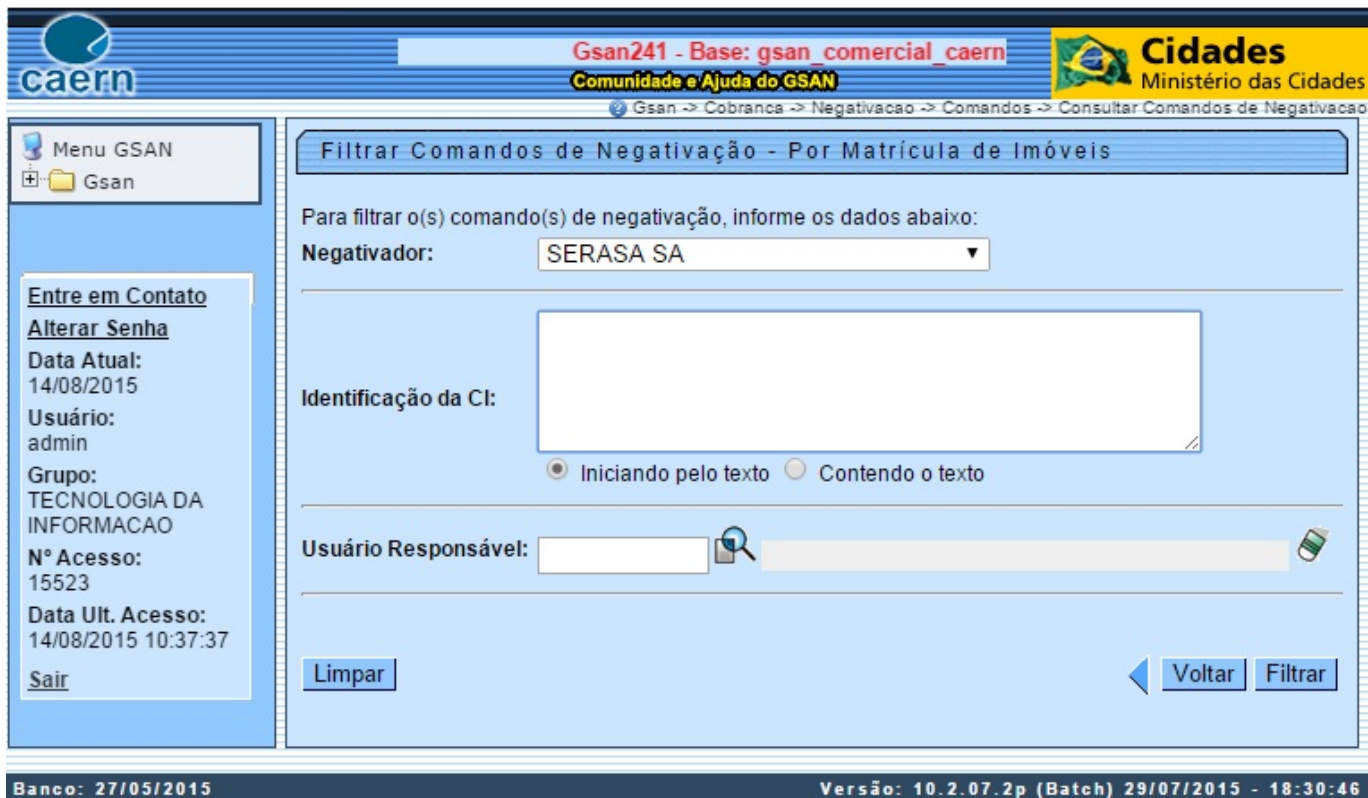 caern
Gsan241 - Base: gsan_comercial_caern
Comunidade e Ajuda do GSAN
Cidades
Ministério das Cidades
Gsan -> Cobranca -> Negativacao -> Comandos -> Consultar Comandos de Negativacao
Menu GSAN
Gsan
Entre em Contato
Alterar Senha
Data Atual:
14/08/2015
Usuário:
admin
Grupo:
TECNOLOGIA DA
INFORMACAO
Nº Acesso:
15523
Data Ult. Acesso:
14/08/2015 10:37:37
Sair
Filtrar Comandos de Negativação - Por Matrícula de Imóveis
Para filtrar o(s) comando(s) de negativação, informe os dados abaixo:
Negativador: SERASA SA
Identificação da CI:
Iniciando pelo texto Contendo o texto
Usuário Responsável:
Limpar Voltar Filtrar
Banco: 27/05/2015 Versão: 10.2.07.2p (Batch) 29/07/2015 - 18:30:46